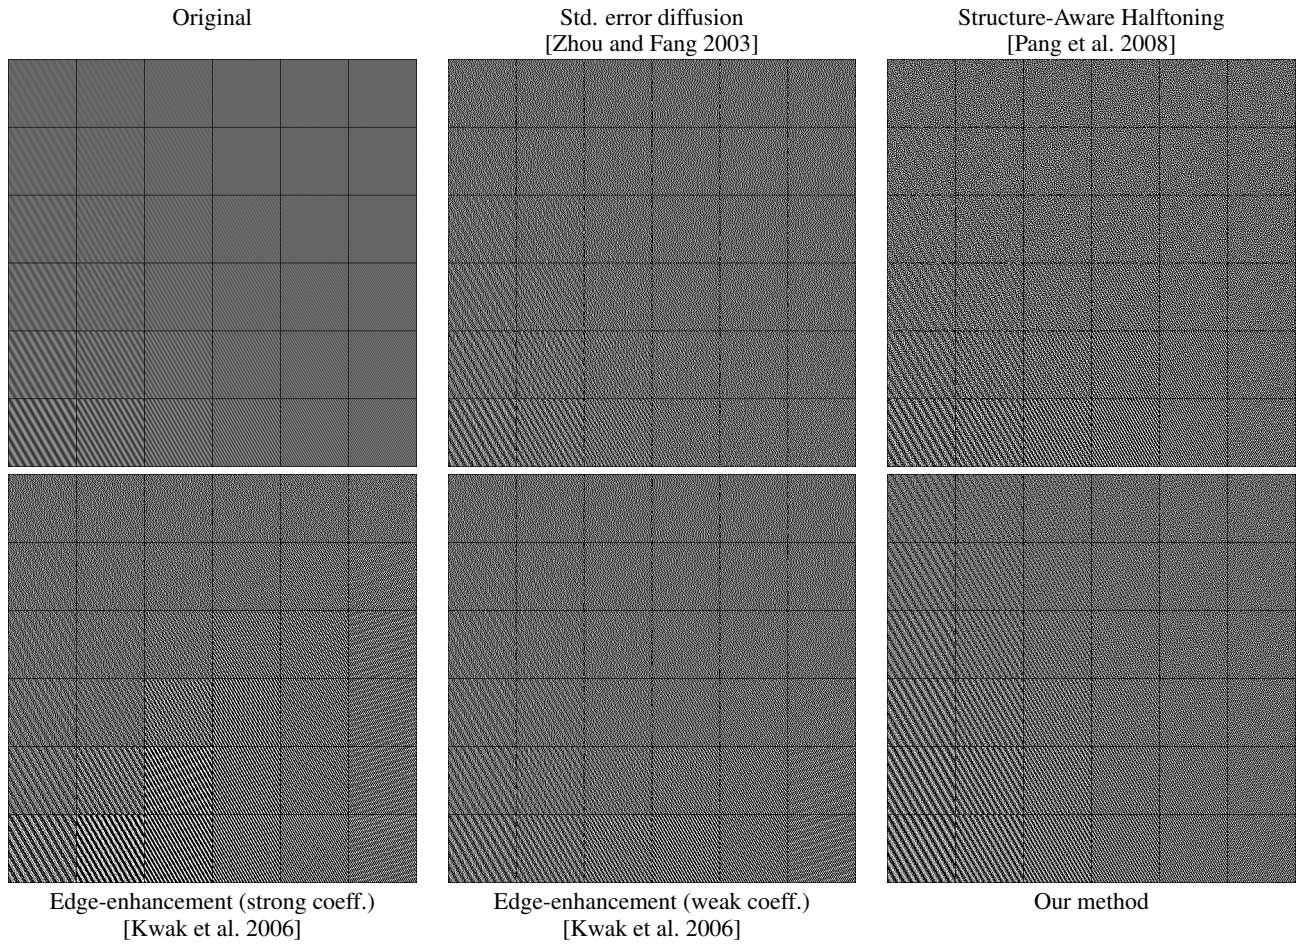 Original
Std. error diffusion
[Zhou and Fang 2003]
Structure-Aware Halftoning
[Pang et al. 2008]
Edge-enhancement (strong coeff.)
[Kwak et al. 2006]
Edge-enhancement (weak coeff.)
[Kwak et al. 2006]
Our method